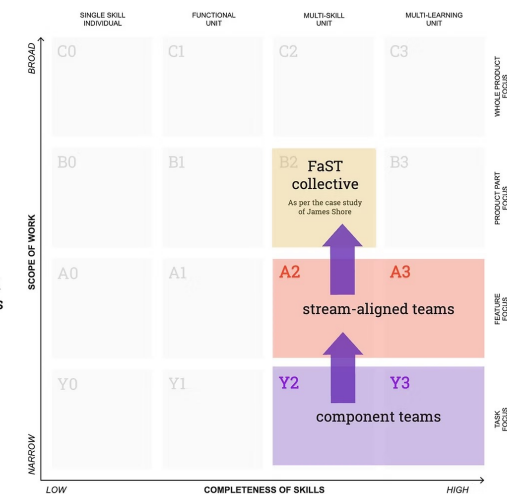 SINGLE SKILL
INDIVIDUAL
FUNCTIONAL
UNIT
MULTI-SKILL
UNIT
MULTI-LEARNING
UNIT
BROAD
C0
C1
C2
C3
WHOLE PRODUCT
FOCUS
B0
B1
B2
FaST
collective
As per the case study
of James Shore
B3
PRODUCT PART
FOCUS
SCOPE OF WORK
s
A0
A1
A2
A3
stream-aligned teams
FEATURE
FOCUS
Y0
Y1
Y2
Y3
component teams
TASK
FOCUS
NARROW
LOW
COMPLETENESS OF SKILLS
HIGH